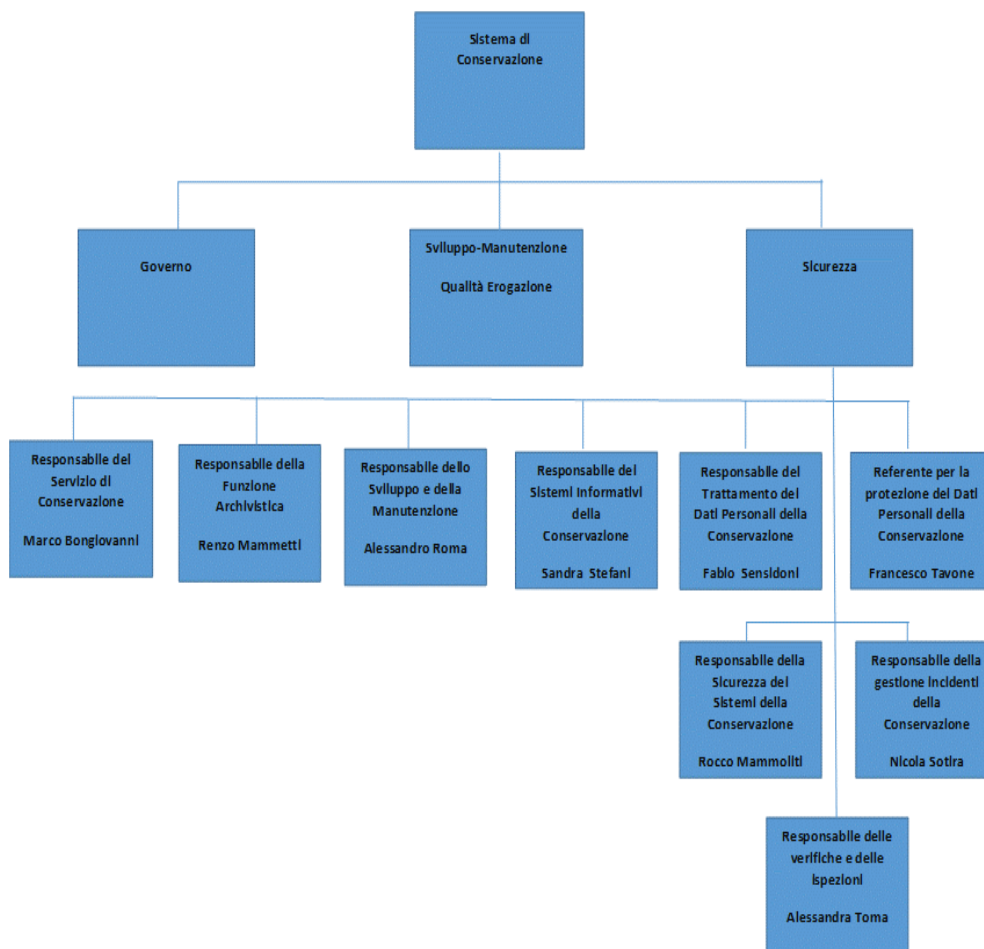 Sistema di
Conservazione
Governo
Sviluppo-Manutenzione
Qualità Erogazione
Sicurezza
Responsabile del
Servizio di
Conservazione
Marco Bongiovanni
Responsabile della
Funzione
Archivistica
Renzo Mammetti
Responsabile dello
Sviluppo e della
Manutenzione
Alessandro Roma
Responsabile dei
Sistemi Informativi
della
Conservazione
Sandra Stefani
Responsabile del
Trattamento dei
Dati Personali della
Conservazione
Fabio Sensidoni
Referente per la
protezione dei Dati
Personali della
Conservazione
Francesco Tavone
Responsabile della
Sicurezza dei
Sistemi della
Conservazione
Rocco Mammoliti
Responsabile della
gestione incidenti
della
Conservazione
Nicola Sotira
Responsabile delle
verifiche e delle
ispezioni
Alessandra Toma